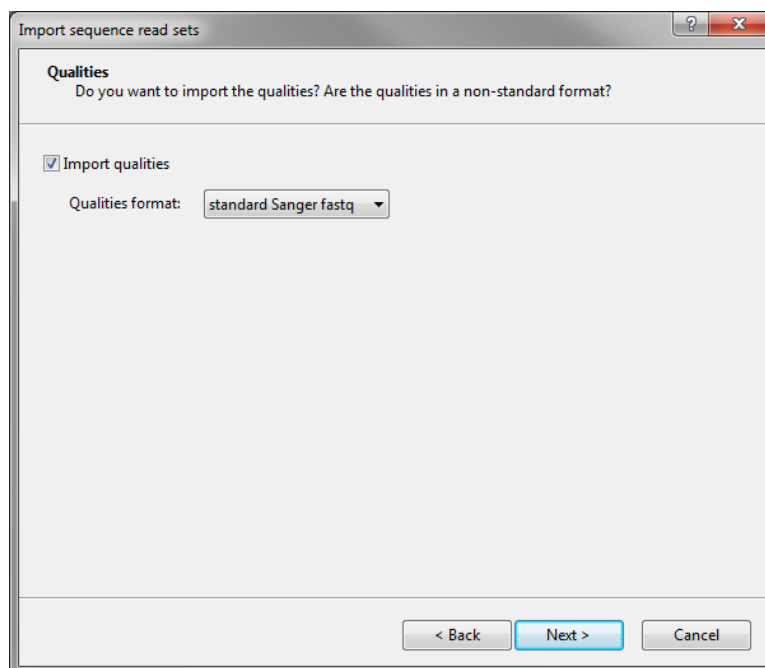 Import sequence read sets
Qualities
Do you want to import the qualities? Are the qualities in a non-standard format?
Import qualities
Qualities format: standard Sanger fastq
< Back Next > Cancel